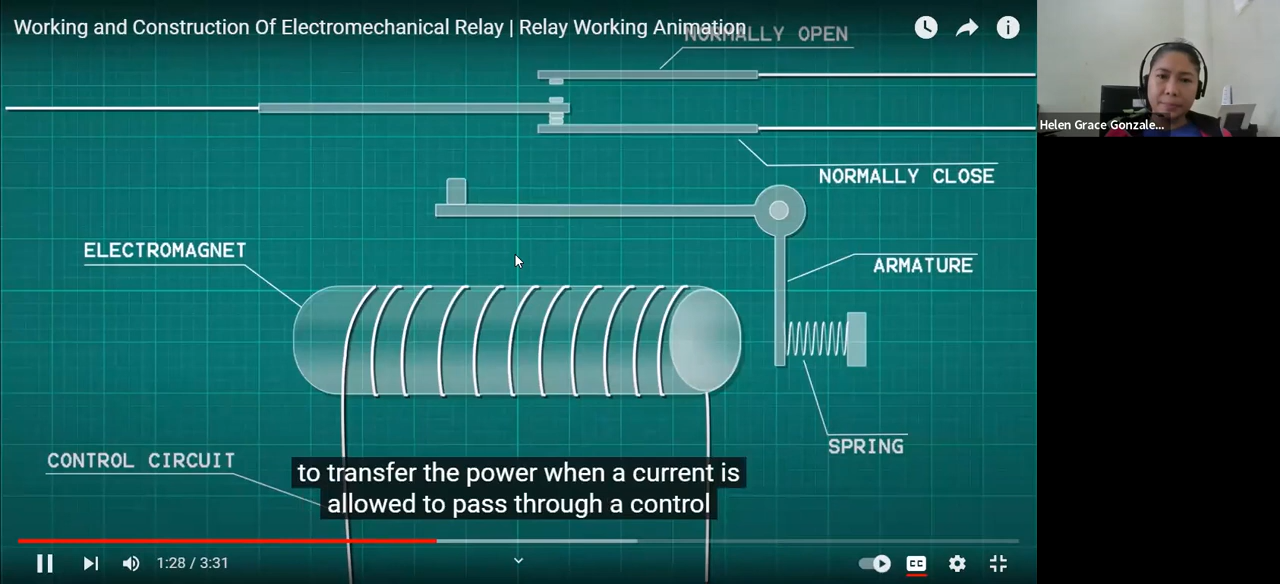 Working and Construction Of Electromechanical Relay | Relay Working Animation
NORMALLY OPEN
Helen Grace Gonzale...
NORMALLY CLOSE
ELECTROMAGNET
ARMATURE
SPRING
CONTROL CIRCUIT
to transfer the power when a current is
allowed to pass through a control
1:28 / 3:31
CC